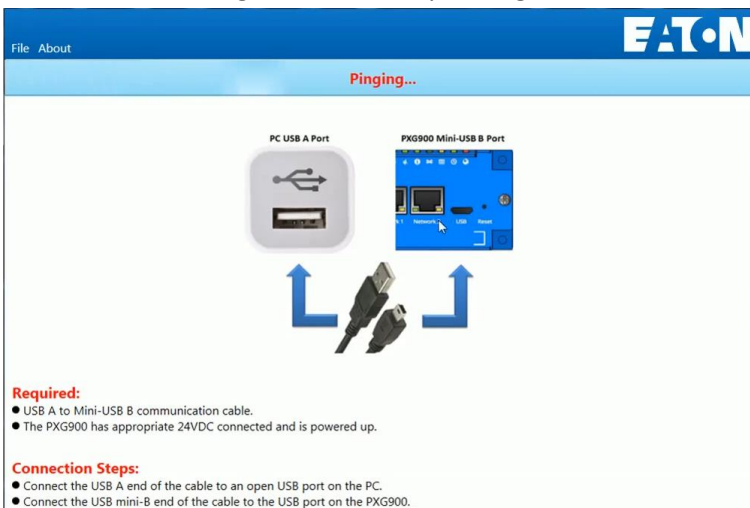 EATON
File About
Pinging...
PC USB A Port
PXG900 Mini-USB B Port
Network
USB
Reset
Required:
● USB A to Mini-USB B communication cable.
● The PXG900 has appropriate 24VDC connected and is powered up.
Connection Steps:
● Connect the USB A end of the cable to an open USB port on the PC.
● Connect the USB mini-B end of the cable to the USB port on the PXG900.